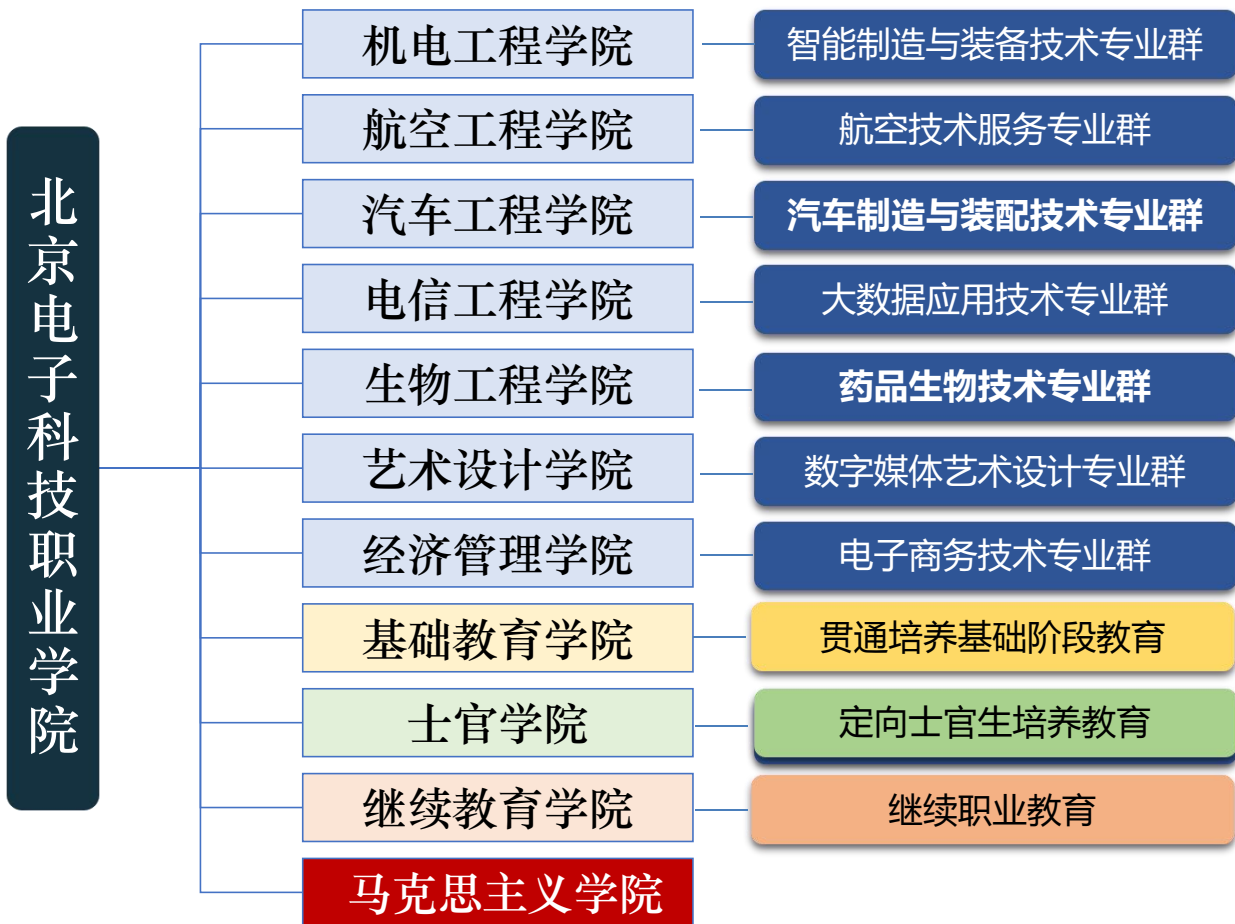 北京电子科技职业学院
机电工程学院
智能制造与装备技术专业群
航空工程学院
航空技术服务专业群
汽车工程学院
汽车制造与装配技术专业群
电信工程学院
大数据应用技术专业群
生物工程学院
药品生物技术专业群
艺术设计学院
数字媒体艺术设计专业群
经济管理学院
电子商务技术专业群
基础教育学院
贯通培养基础阶段教育
士官学院
定向士官生培养教育
继续教育学院
继续职业教育
马克思主义学院